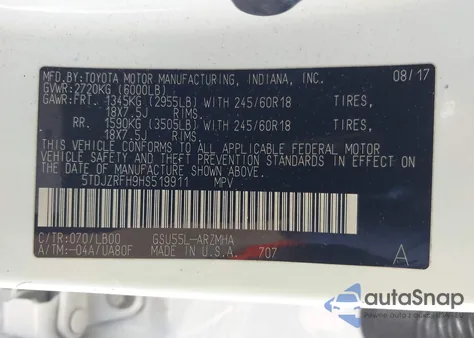 MFD.BY:TOYOTA MOTOR MANUFACTURING, INDIANA, INC. 08/17
GVWR:2720KG (6000LB)
GAWR:FRT. 1345KG (2955LB) WITH 245/60R18 TIRES,
18X7.5J RIMS,
RR. 1590KG (3505LB) WITH 245/60R18 TIRES,
18X7.5J RIMS,
THIS VEHICLE CONFORMS TO ALL APPLICABLE FEDERAL MOTOR
VEHICLE SAFETY AND
STANDARDS IN EFFECT ON THE DATE OF
MANUFACTURE SHOWN ABOVE.
5TDJZRFH9HS519911 MPV
C/TR:070/LB00 GSU55L-ARZMHA
A/TM:-04A/UA80F MADE IN U.S.A. 707 A
autoSnap